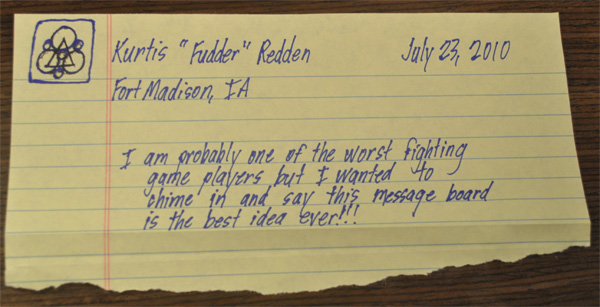 Kurtis "Fudder" Redden
July 23, 2010
Fort Madison, IA
I am probably one of the worst fighting
game players but I wanted to
chime in and say this message board
is the best idea ever!!!